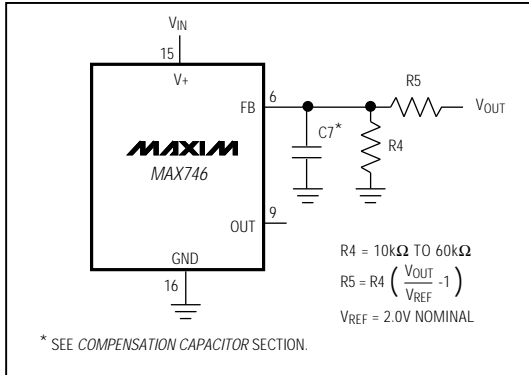 VIN
15
V+
6
FB
R5
VOUT
C7*
R4
MAXIM
MAX746
9
OUT
GND
16
R4 = 10kΩ TO 60kΩ
R5 = R4 ( VOUT / VREF -1 )
VREF = 2.0V NOMINAL
* SEE COMPENSATION CAPACITOR SECTION.